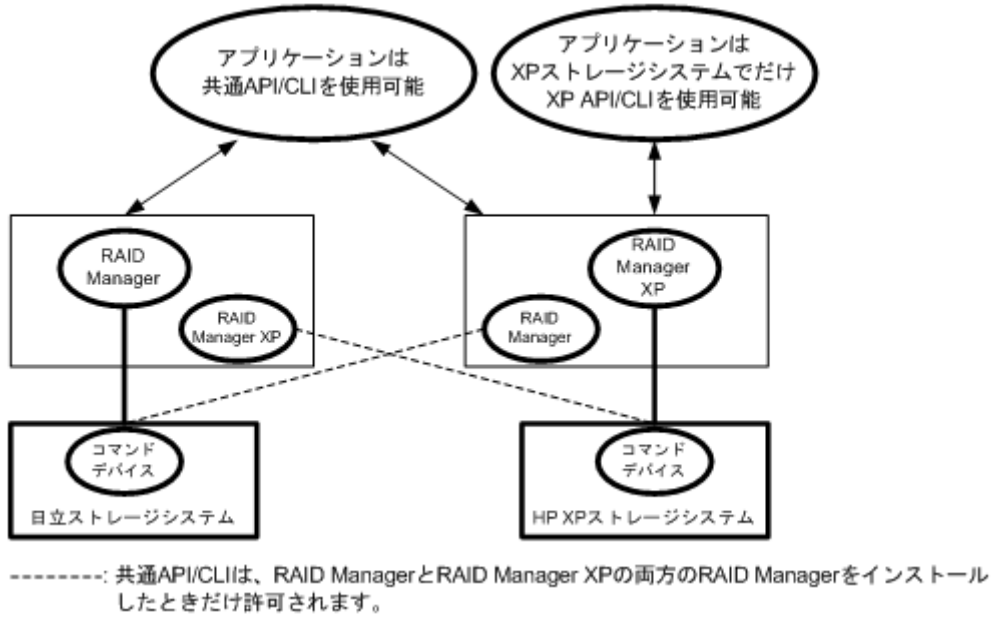 アプリケーションは
共通API/CLIを使用可能
アプリケーションは
XPストレージシステムでだけ
XP API/CLIを使用可能
RAID
Manager
RAID
Manager XP
RAID
Manager
XP
RAID
Manager
コマンド
デバイス
日立ストレージシステム
コマンド
デバイス
HP XPストレージシステム
---------: 共通API/CLIは、RAID ManagerとRAID Manager XPの両方のRAID Managerをインストール
したときだけ許可されます。